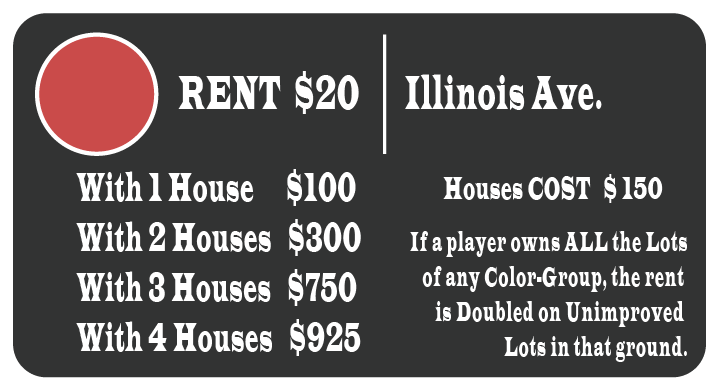 RENT $20
Illinois Ave.
With 1 House $100
With 2 Houses $300
With 3 Houses $750
With 4 Houses $925
Houses COST $150
If a player owns ALL the Lots
of any Color-Group, the rent
is Doubled on Unimproved
Lots in that ground.